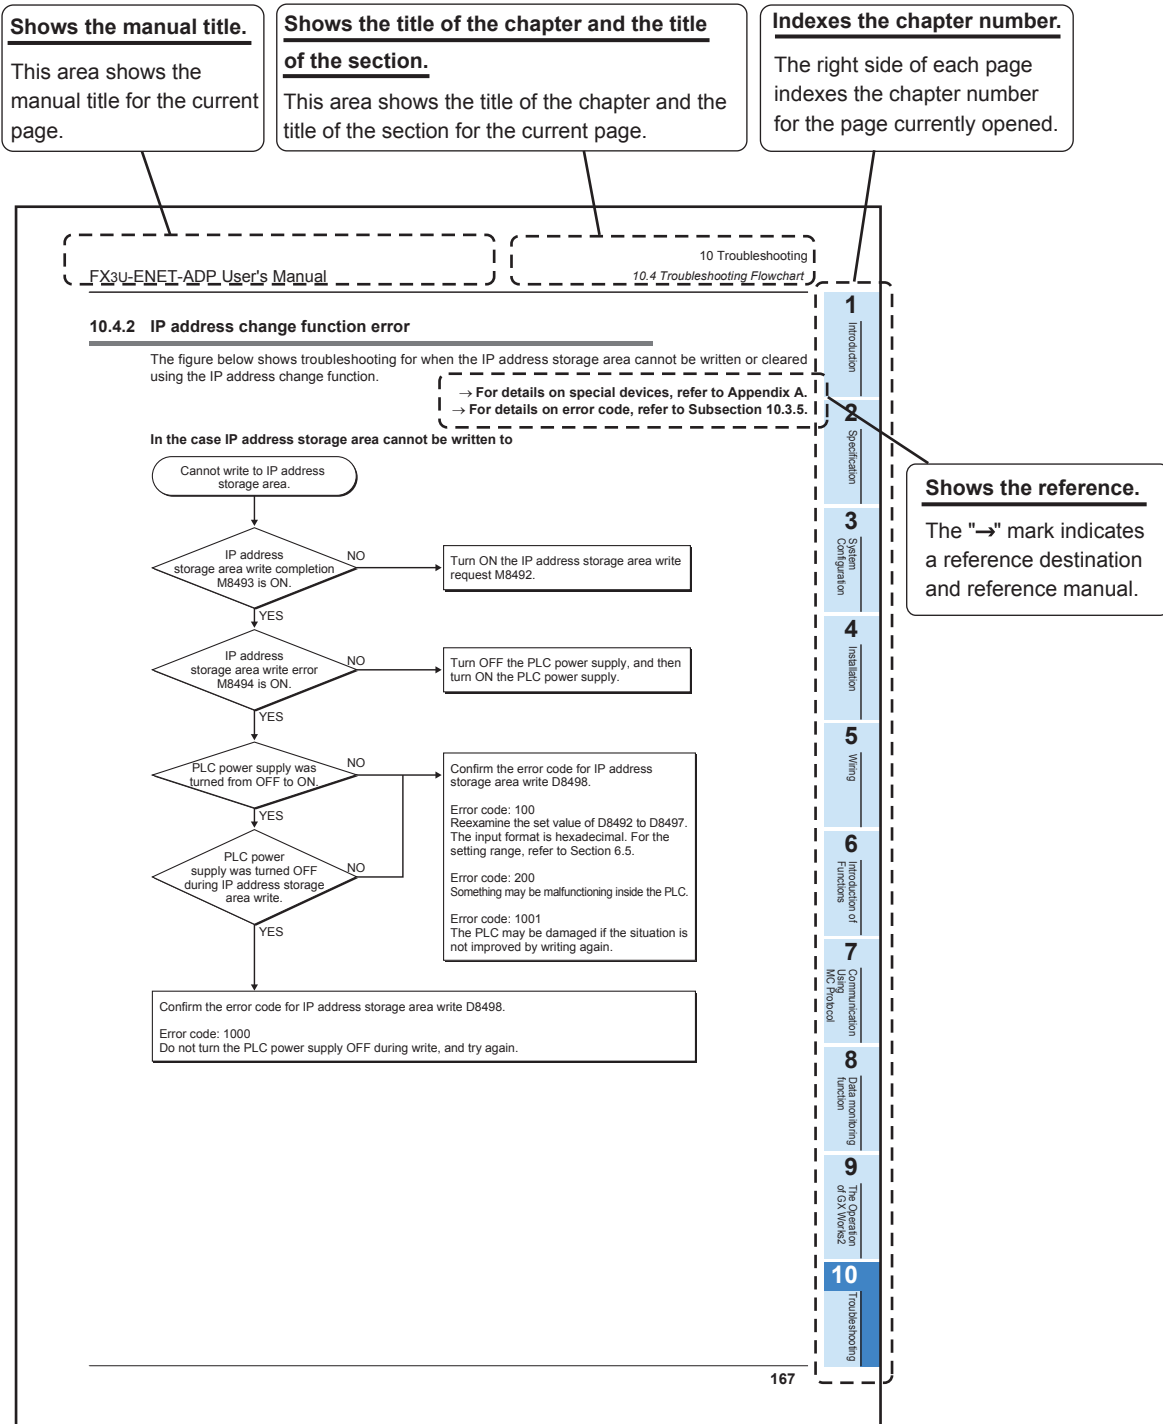 Shows the manual title.
This area shows the
manual title for the current
page.
Shows the title of the chapter and the title
of the section.
This area shows the title of the chapter and the
title of the section for the current page.
Indexes the chapter number.
The right side of each page
indexes the chapter number
for the page currently opened.
FX3U-ENET-ADP User's Manual
10 Troubleshooting
10.4 Troubleshooting Flowchart
10.4.2 IP address change function error
The figure below shows troubleshooting for when the IP address storage area cannot be written or cleared
using the IP address change function.
→ For details on special devices, refer to Appendix A.
→ For details on error code, refer to Subsection 10.3.5.
Shows the reference.
The "→" mark indicates
a reference destination
and reference manual.
In the case IP address storage area cannot be written to
Cannot write to IP address
storage area.
IP address
storage area write completion
M8493 is ON.
NO
Turn ON the IP address storage area write
request M8492.
YES
IP address
storage area write error
M8494 is ON.
NO
Turn OFF the PLC power supply, and then
turn ON the PLC power supply.
YES
PLC power supply was
turned from OFF to ON.
NO
YES
PLC power
supply was turned OFF
during IP address storage
area write.
NO
YES
Confirm the error code for IP address
storage area write D8498.
Error code: 100
Reexamine the set value of D8492 to D8497.
The input format is hexadecimal. For the
setting range, refer to Section 6.5.
Error code: 200
Something may be malfunctioning inside the PLC.
Error code: 1001
The PLC may be damaged if the situation is
not improved by writing again.
Confirm the error code for IP address storage area write D8498.
Error code: 1000
Do not turn the PLC power supply OFF during write, and try again.
1
Introduction
2
Specification
3
System
Configuration
4
Installation
5
Wiring
6
Introduction of
Functions
7
Communication
Using
MC Protocol
8
Data monitoring
function
9
The Operation
of GX Works2
10
Troubleshooting
167